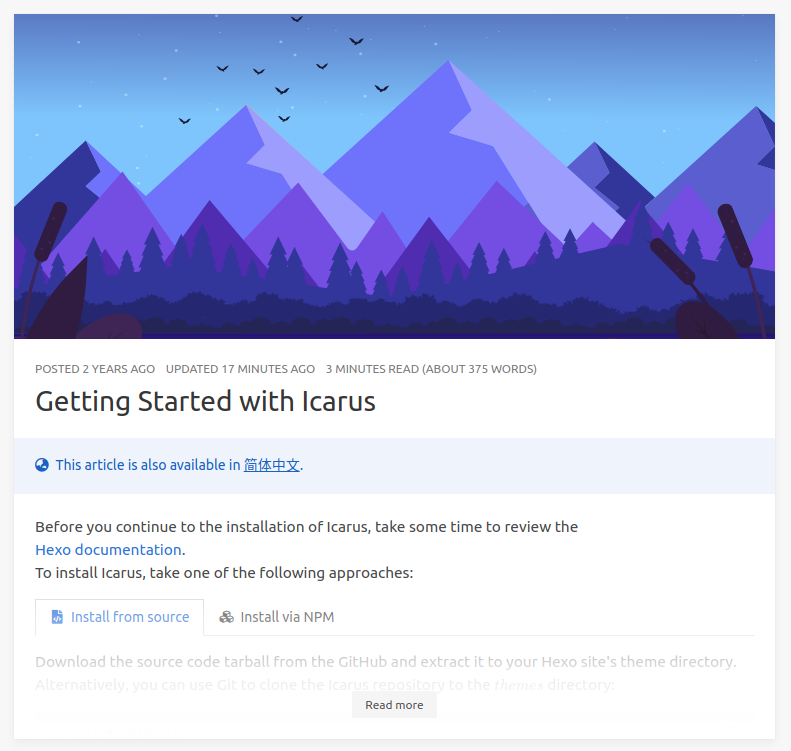 POSTED 2 YEARS AGO UPDATED 17 MINUTES AGO 3 MINUTES READ (ABOUT 375 WORDS)
Getting Started with Icarus
This article is also available in 简体中文.
Before you continue to the installation of Icarus, take some time to review the
Hexo documentation.
To install Icarus, take one of the following approaches:
Install from source Install via NPM
Download the source code tarball from the GitHub and extract it to your Hexo site's theme directory.
Alternatively, you can use Git to clone the Icarus repository to the themes directory:
Read more